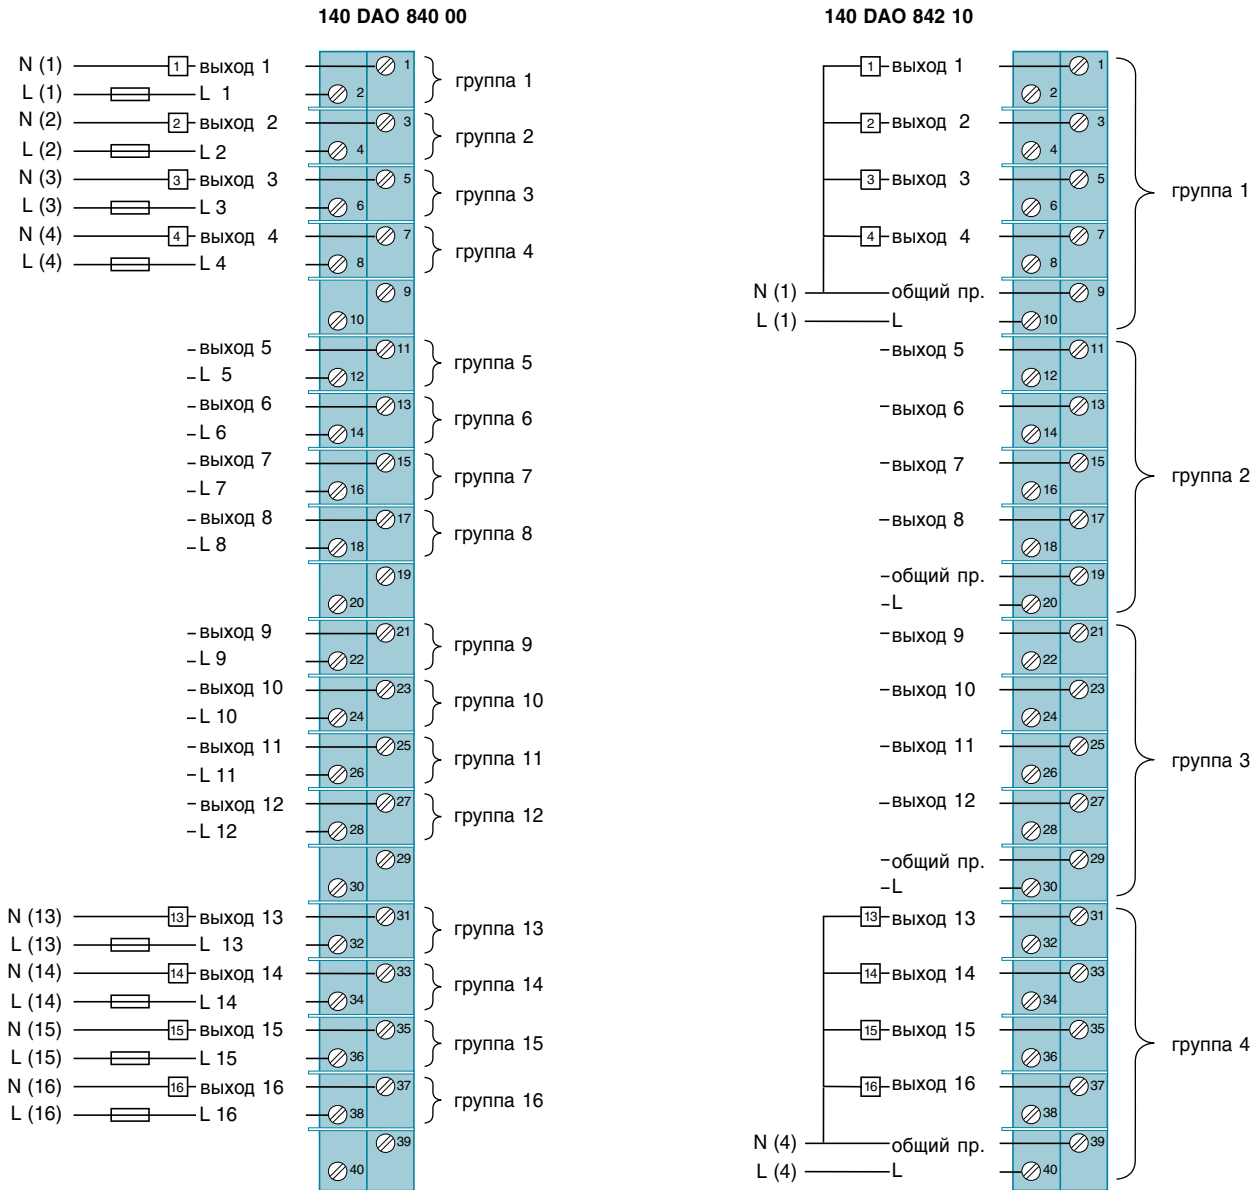 140 DAO 840 00
N (1) 1 выход 1 1
L (1) L 1 2
группа 1
N (2) 2 выход 2 3
L (2) L 2 4
группа 2
N (3) 3 выход 3 5
L (3) L 3 6
группа 3
N (4) 4 выход 4 7
L (4) L 4 8
группа 4
9
10
выход 5 11
L 5 12
группа 5
выход 6 13
L 6 14
группа 6
выход 7 15
L 7 16
группа 7
выход 8 17
L 8 18
группа 8
19
20
выход 9 21
L 9 22
группа 9
выход 10 23
L 10 24
группа 10
выход 11 25
L 11 26
группа 11
выход 12 27
L 12 28
группа 12
29
30
N (13) 13 выход 13 31
L (13) L 13 32
группа 13
N (14) 14 выход 14 33
L (14) L 14 34
группа 14
N (15) 15 выход 15 35
L (15) L 15 36
группа 15
N (16) 16 выход 16 37
L (16) L 16 38
группа 16
39
40
140 DAO 842 10
1 выход 1 1
2
2 выход 2 3
4
3 выход 3 5
6
4 выход 4 7
8
N (1) общий пр. 9
L (1) L 10
группа 1
выход 5 11
12
выход 6 13
14
выход 7 15
16
выход 8 17
18
общий пр. 19
L 20
группа 2
выход 9 21
22
выход 10 23
24
выход 11 25
26
выход 12 27
28
общий пр. 29
L 30
группа 3
13 выход 13 31
32
14 выход 14 33
34
15 выход 15 35
36
16 выход 16 37
38
N (4) общий пр. 39
L (4) L 40
группа 4